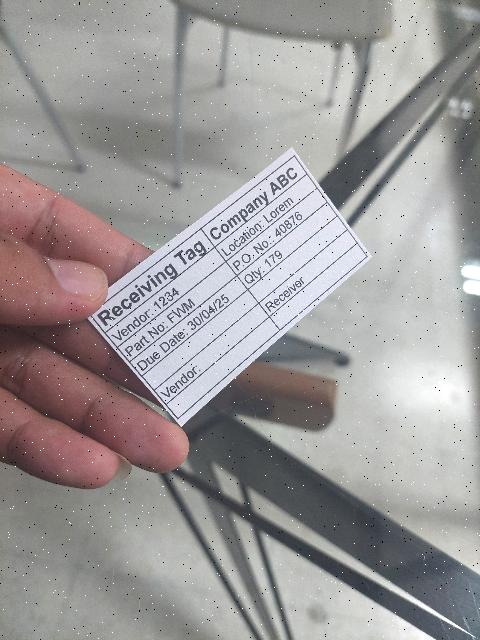 Receiving Tag Company ABC
Vendor: 1234 Location: Lorem
Part No: FWM P.O. No.: 40876
Due Date: 30/04/25 Qty: 179
Vendor: Receiver